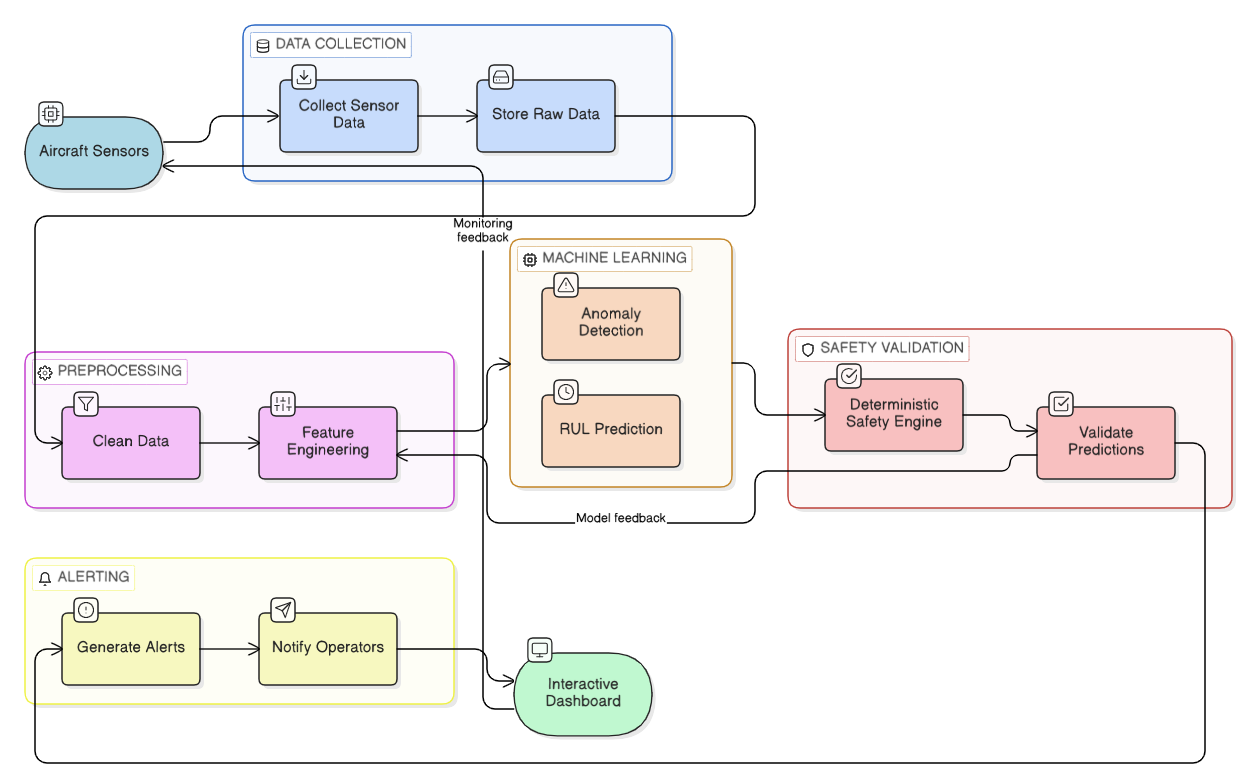 DATA COLLECTION
Collect Sensor
Data
Store Raw Data
Aircraft Sensors
Monitoring
feedback
MACHINE LEARNING
Anomaly
Detection
RUL Prediction
SAFETY VALIDATION
Deterministic
Safety Engine
Validate
Predictions
PREPROCESSING
Clean Data
Feature
Engineering
Model feedback
ALERTING
Generate Alerts
Notify Operators
Interactive
Dashboard